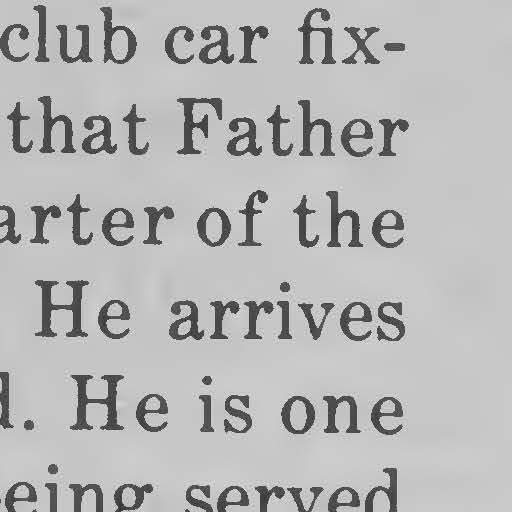 club car fix-
that Father
arter of the
He arrives
d. He is one
eing served